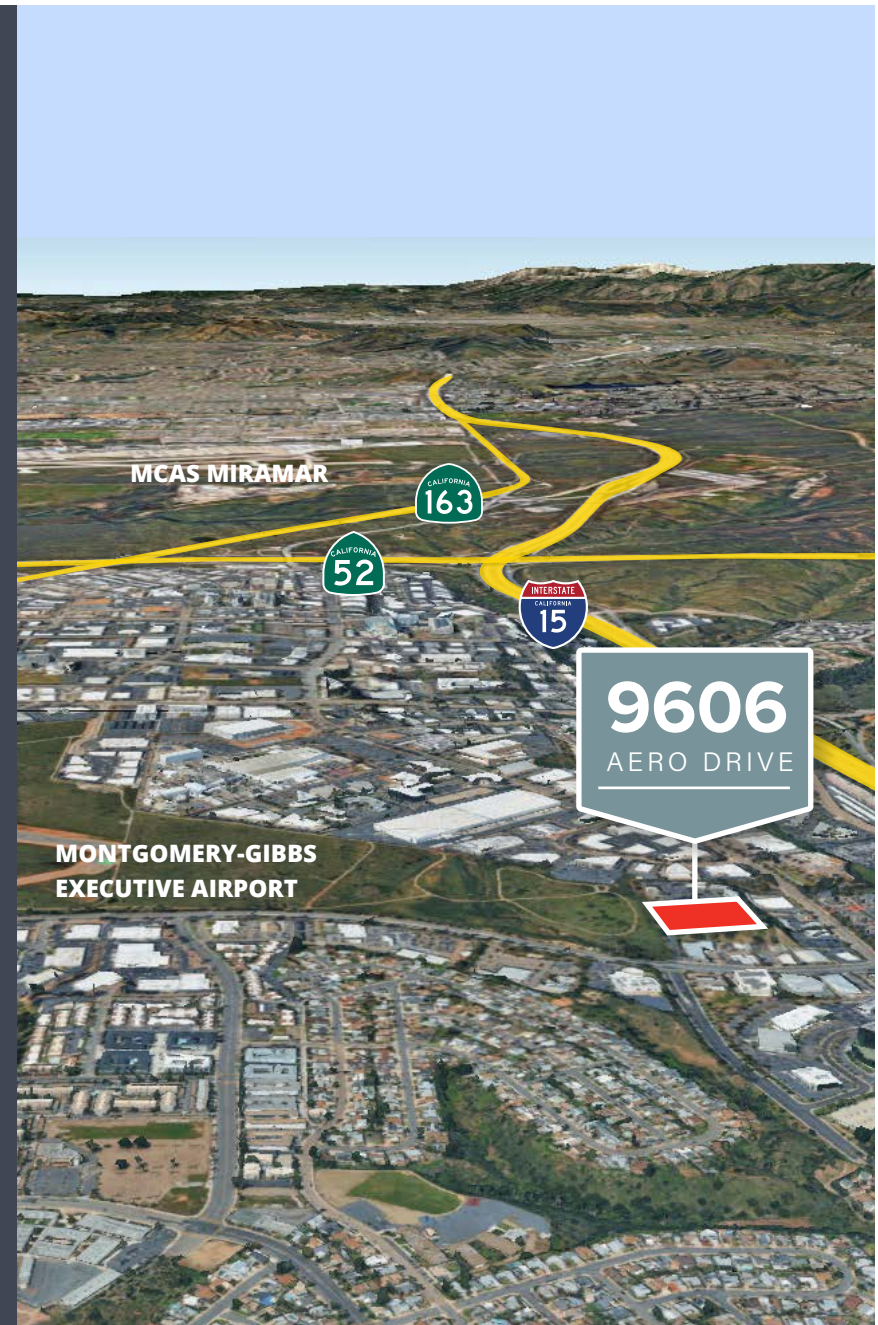 MCAS MIRAMAR
CALIFORNIA
163
CALIFORNIA
52
INTERSTATE
CALIFORNIA
15
9606
AERO DRIVE
MONTGOMERY-GIBBS
EXECUTIVE AIRPORT